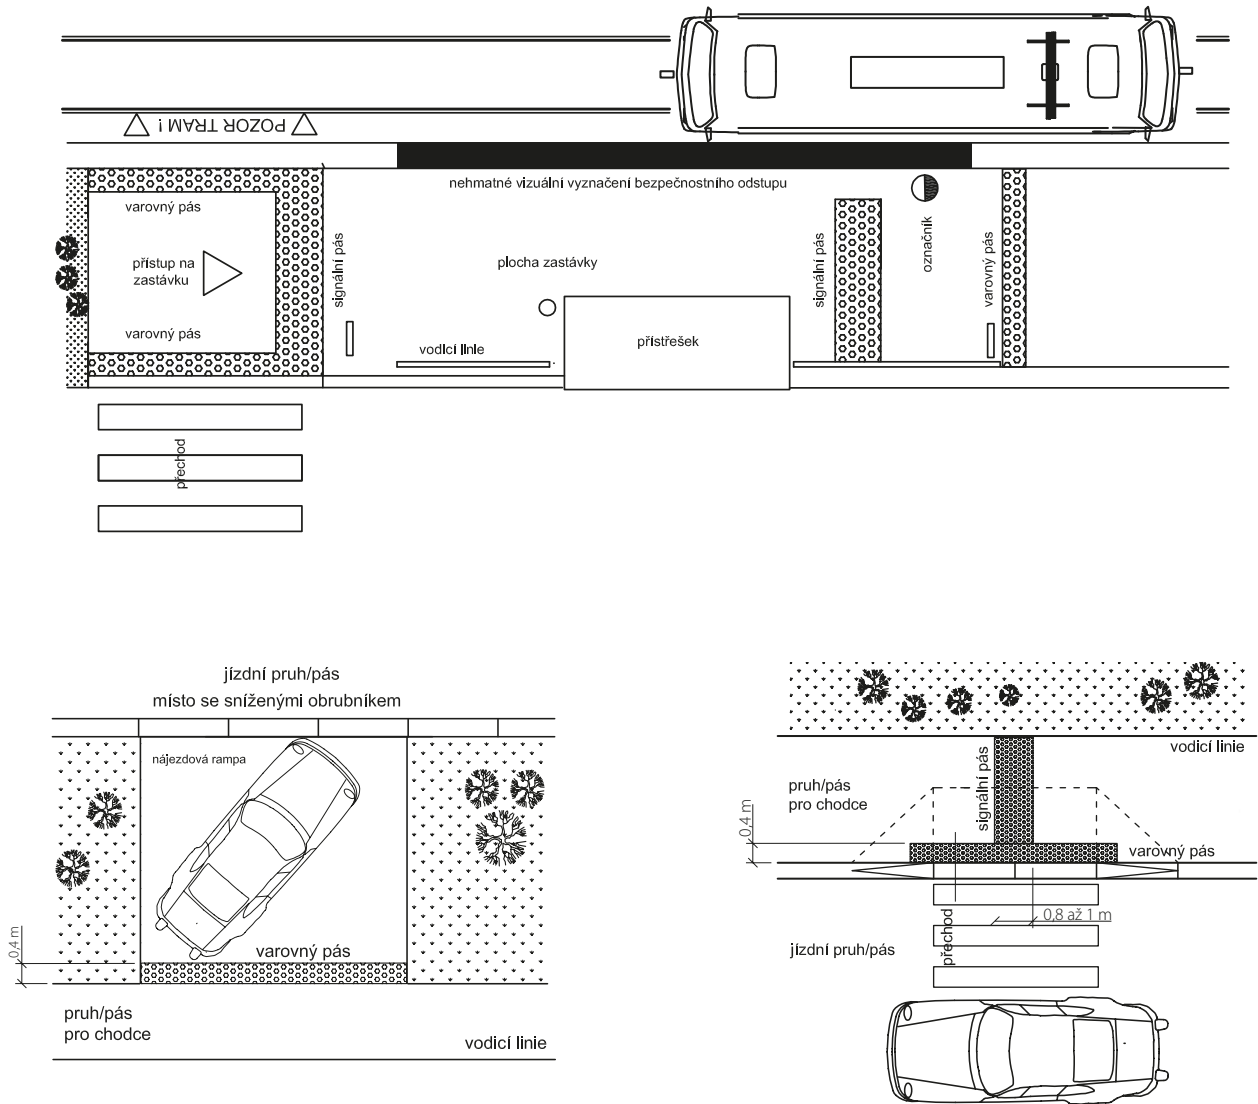 POZOR TRAM !
nehmatné vizuální vyznačení bezpečnostního odstupu
varovný pás
signální pás
přístup na
zastávku
plocha zastávky
signální pás
označník
varovný pás
varovný pás
vodicí linie
přístřešek
přechod
jízdní pruh/pás
místo se sníženými obrubníkem
nájezdová rampa
0,4 m
varovný pás
pruh/pás
pro chodce
vodicí linie
vodicí linie
signální pás
pruh/pás
pro chodce
0,4 m
varovný pás
0,8 až 1 m
přechod
jízdní pruh/pás